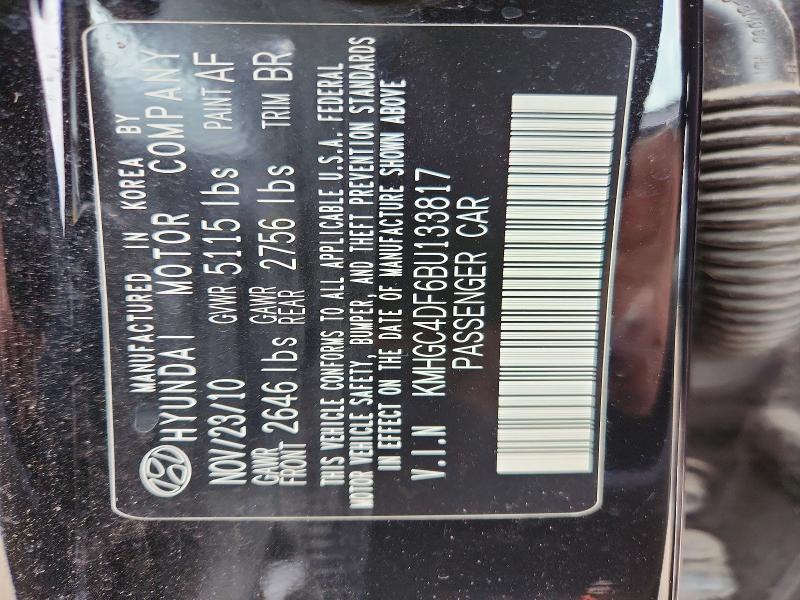 MANUFACTURED IN KOREA BY
HYUNDAI MOTOR COMPANY
NOV/23/10 GVWR 5115 lbs PAINT AF
GAWR FRONT 2646 lbs GAWR REAR 2756 lbs TRIM BR
THIS VEHICLE CONFORMS TO ALL APPLICABLE U.S.A. FEDERAL
MOTOR VEHICLE SAFETY, BUMPER, AND THEFT PREVENTION STANDARDS
IN EFFECT ON THE DATE OF MANUFACTURE SHOWN ABOVE
V.I.N KMHGC4DF6BU133817
PASSENGER CAR